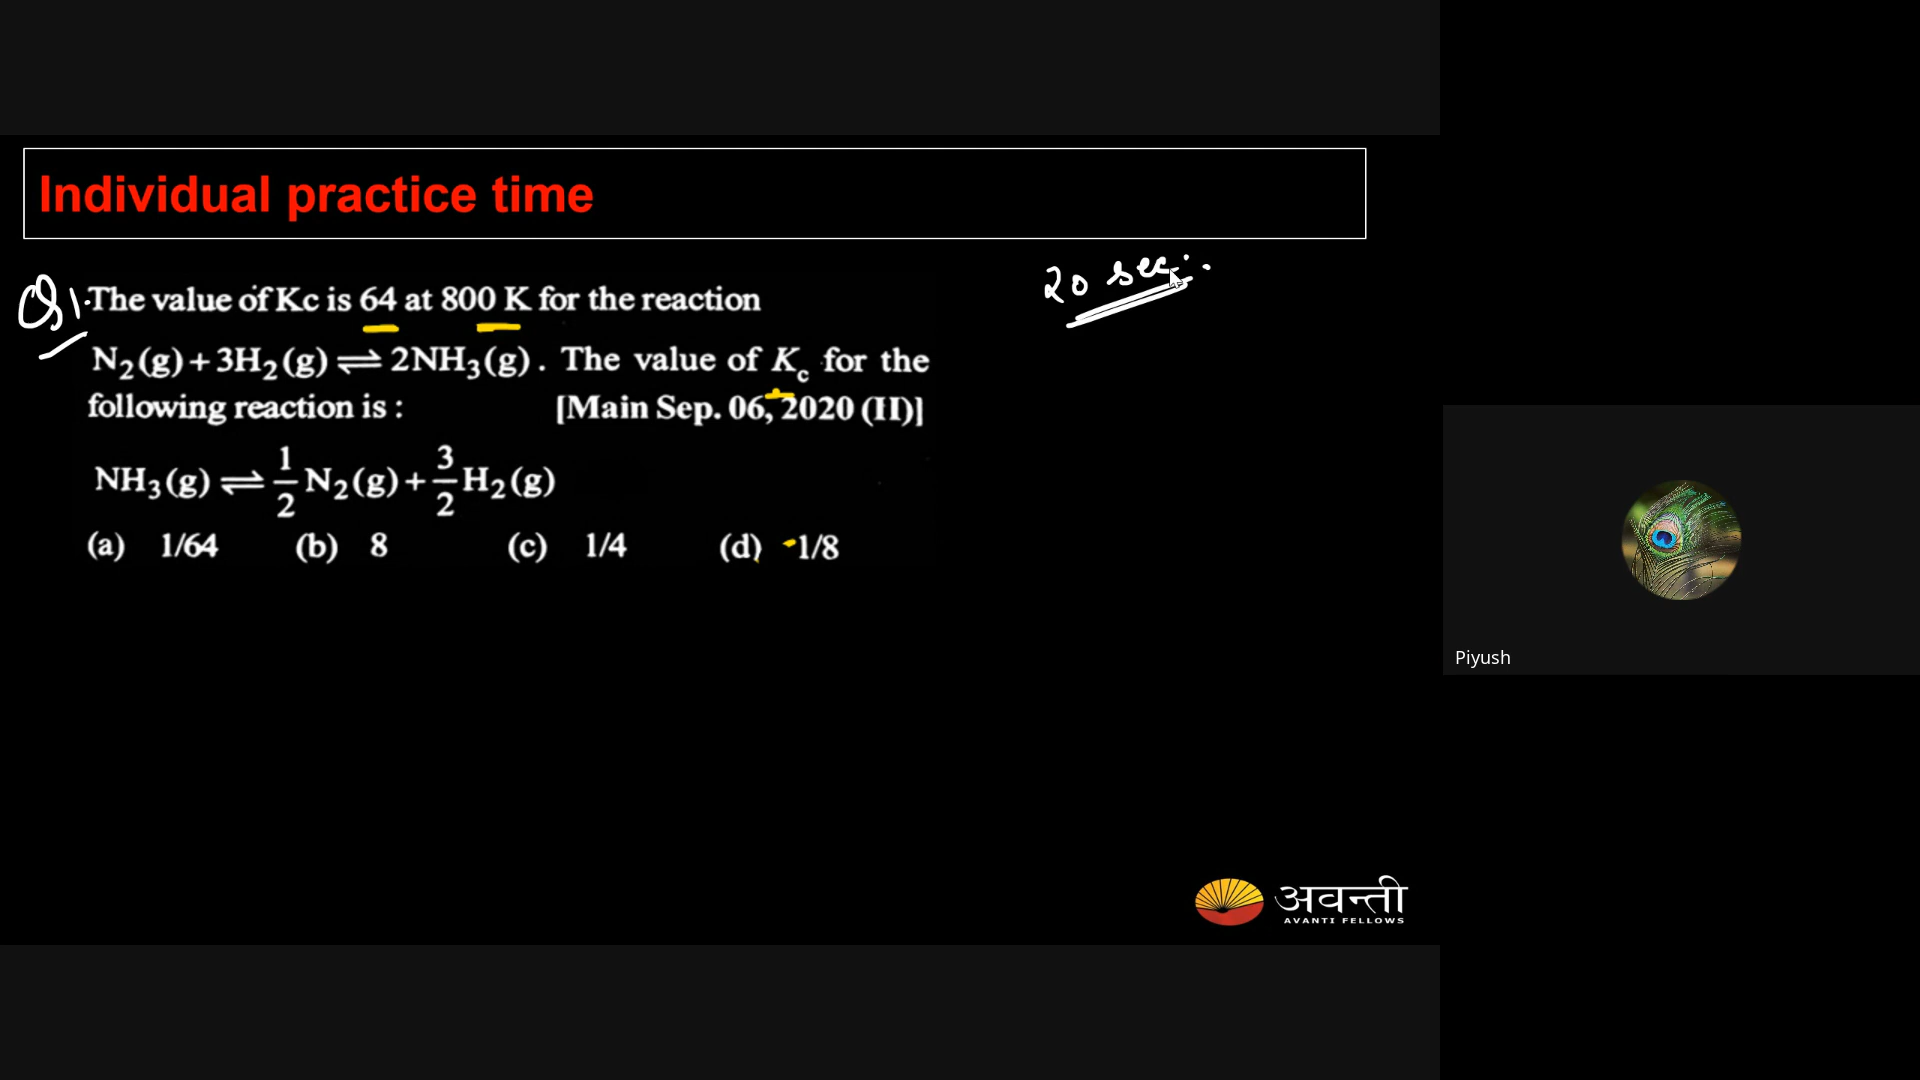 Individual practice time
20 sec.
Q1. The value of Kc is 64 at 800 K for the reaction
N₂(g) + 3H₂(g) ⇌ 2NH₃(g). The value of K꜀ for the
following reaction is : [Main Sep. 06, 2020 (II)]
NH₃(g) ⇌ 1/2 N₂(g) + 3/2 H₂(g)
(a) 1/64 (b) 8 (c) 1/4 (d) 1/8
Piyush
अवन्ती
AVANTI FELLOWS